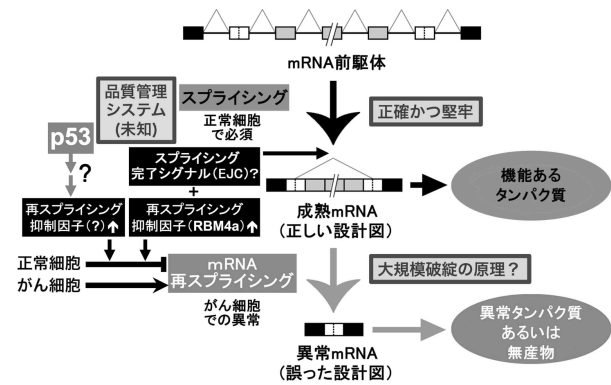 mRNA前駆体
品質管理
システム
(未知)
スプライシング
正常細胞
で必須
正確かつ堅牢
p53
?
スプライシング
完了シグナル(EJC)?
+
機能ある
タンパク質
再スプライシング
抑制因子(?)
再スプライシング
抑制因子(RBM4a)
成熟mRNA
(正しい設計図)
正常細胞
がん細胞
mRNA
再スプライシング
大規模破綻の原理?
がん細胞
での異常
異常タンパク質
あるいは
無産物
異常mRNA
(誤った設計図)